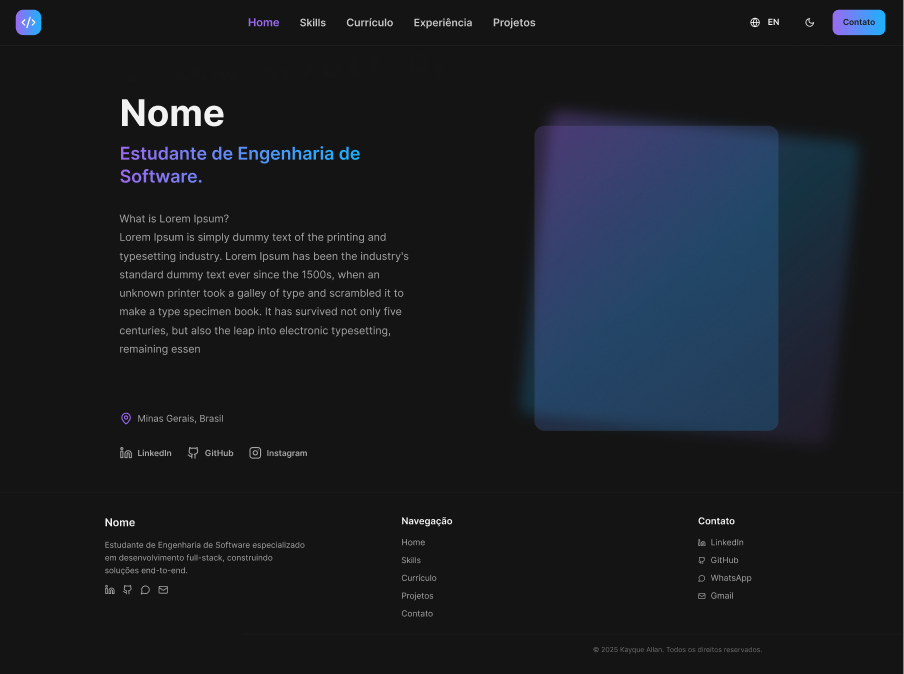 Home Skills Currículo Experiência Projetos EN Contato
Nome
Estudante de Engenharia de
Software.
What is Lorem Ipsum?
Lorem Ipsum is simply dummy text of the printing and
typesetting industry. Lorem Ipsum has been the industry's
standard dummy text ever since the 1500s, when an
unknown printer took a galley of type and scrambled it to
make a type specimen book. It has survived not only five
centuries, but also the leap into electronic typesetting,
remaining essen
Minas Gerais, Brasil
LinkedIn GitHub Instagram
Nome
Estudante de Engenharia de Software especializado
em desenvolvimento full-stack, construindo
soluções end-to-end.
Navegação
Home
Skills
Currículo
Projetos
Contato
Contato
LinkedIn
GitHub
WhatsApp
Gmail
© 2025 Kayque Allan. Todos os direitos reservados.